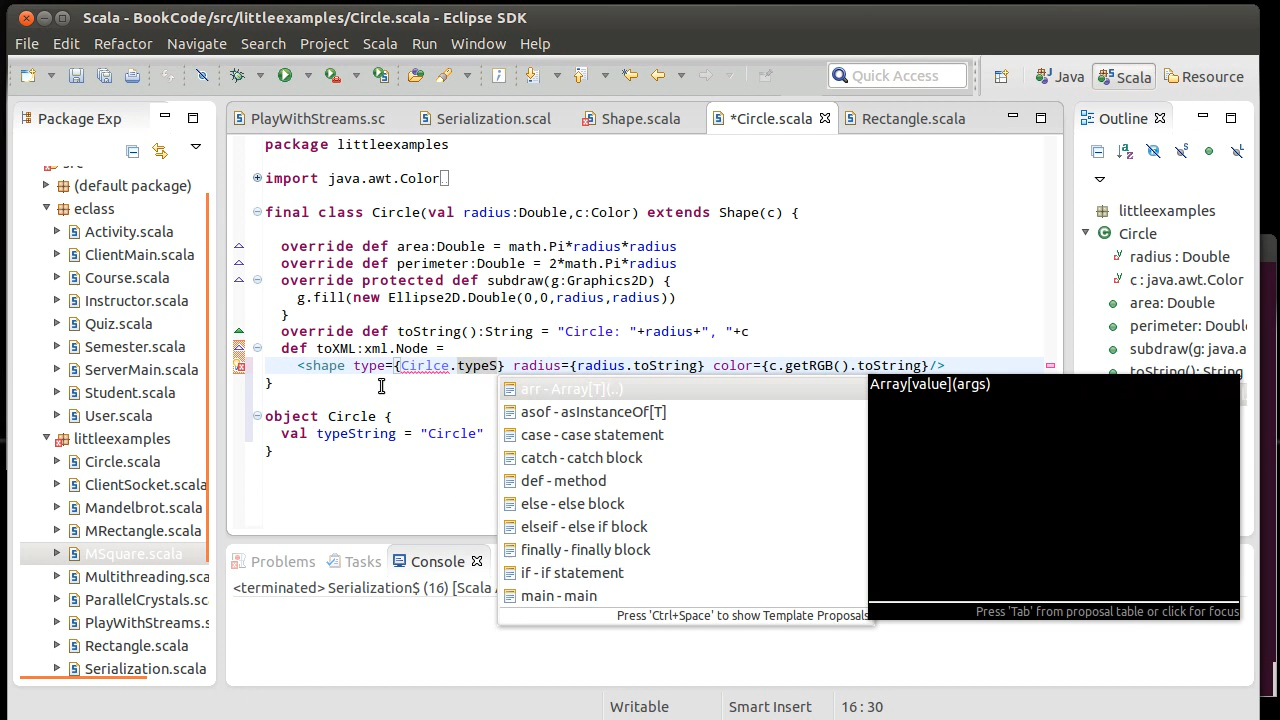 Scala - BookCode/src/littleexamples/Circle.scala - Eclipse SDK
File Edit Refactor Navigate Search Project Scala Run Window Help
Quick Access Java Scala Resource
Package Exp
(default package)
eclass
Activity.scala
ClientMain.scala
Course.scala
Instructor.scala
Quiz.scala
Semester.scala
ServerMain.scala
Student.scala
User.scala
littleexamples
Circle.scala
ClientSocket.scala
Mandelbrot.scala
MRectangle.scala
MSquare.scala
Multithreading.sca
ParallelCrystals.sc
PlayWithStreams.s
Rectangle.scala
Serialization.scala
PlayWithStreams.sc Serialization.scal Shape.scala *Circle.scala Rectangle.scala
package littleexamples
import java.awt.Color
final class Circle(val radius:Double,c:Color) extends Shape(c) {
override def area:Double = math.Pi*radius*radius
override def perimeter:Double = 2*math.Pi*radius
override protected def subdraw(g:Graphics2D) {
g.fill(new Ellipse2D.Double(0,0,radius,radius))
}
override def toString():String = "Circle: "+radius+", "+c
def toXML:xml.Node =
<shape type={Cirlce.typeS} radius={radius.toString} color={c.getRGB().toString}/>
}
object Circle {
val typeString = "Circle"
}
arr - Array[T](..)
asof - asInstanceOf[T]
case - case statement
catch - catch block
def - method
else - else block
elseif - else if block
finally - finally block
if - if statement
main - main
Press 'Ctrl+Space' to show Template Proposals
Array[value](args)
Press 'Tab' from proposal table or click for focus
Outline
littleexamples
Circle
radius : Double
c : java.awt.Color
area: Double
perimeter: Double
subdraw(g: Graphi
toString(): String
Problems Tasks Console
<terminated> Serialization$ (16) [Scala A
Writable Smart Insert 16 : 30